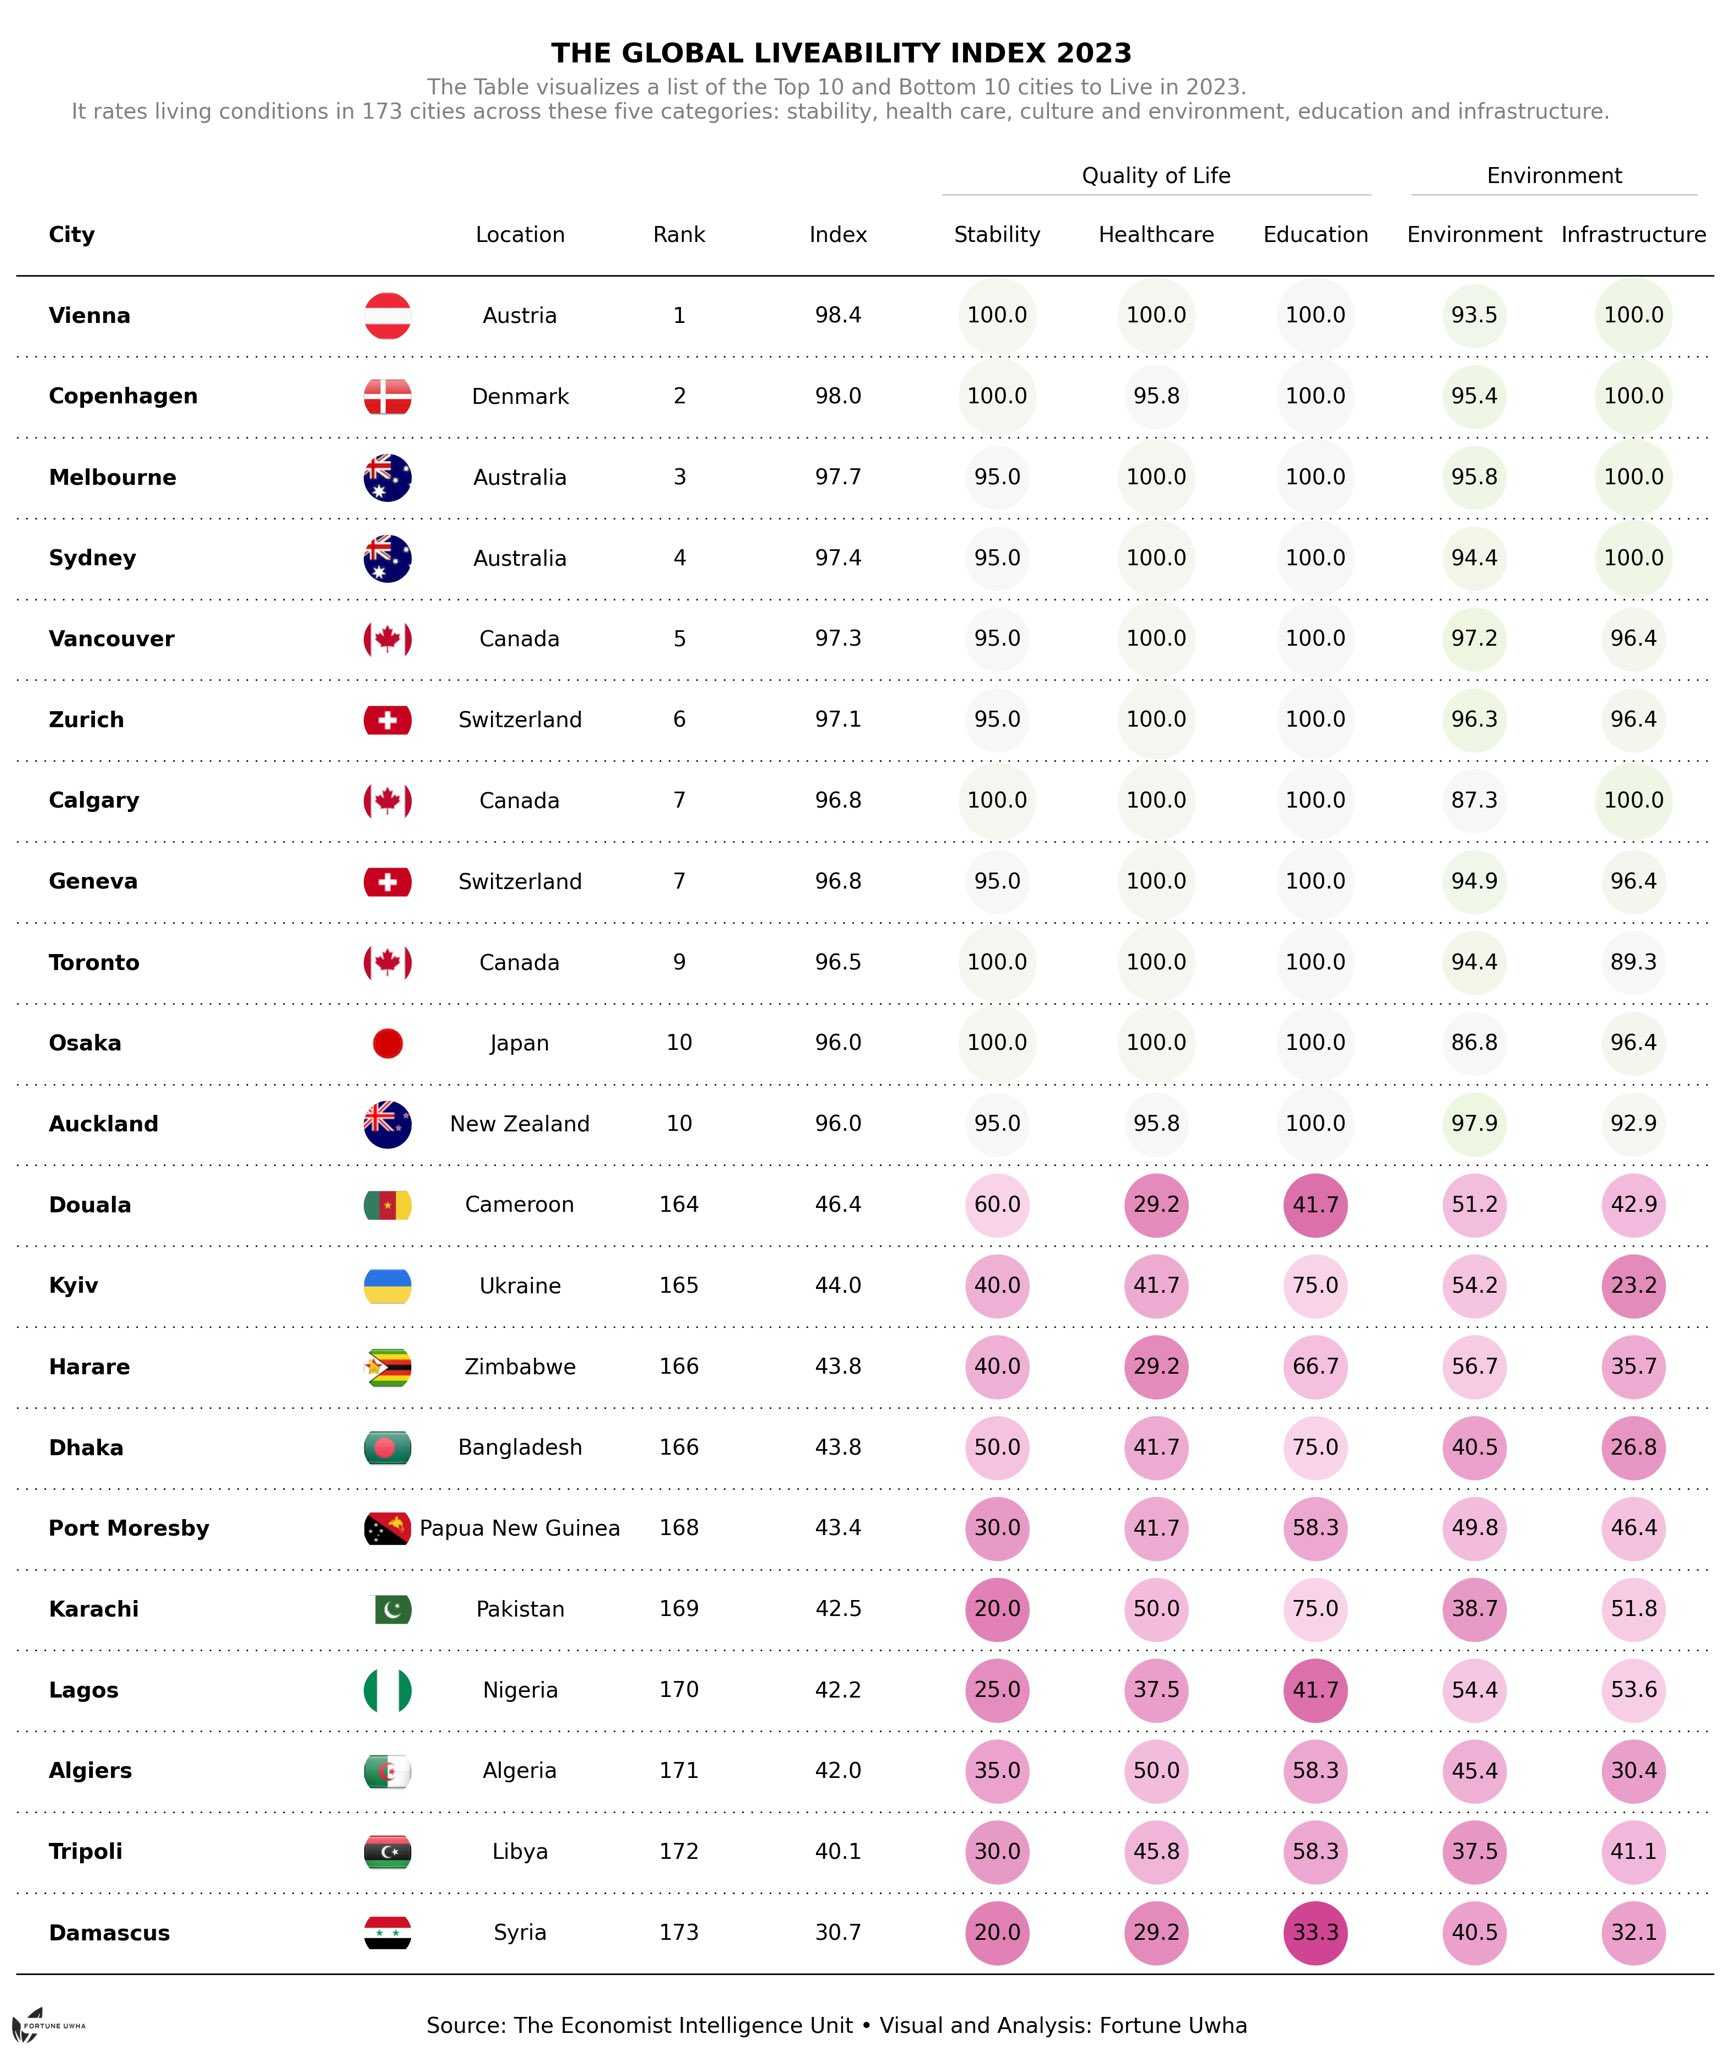 THE GLOBAL LIVEABILITY INDEX 2023
The Table visualizes a list of the Top 10 and Bottom 10 cities to Live in 2023.
It rates living conditions in 173 cities across these five categories: stability, health care, culture and environment, education and infrastructure.
Quality of Life Environment
City Location Rank Index Stability Healthcare Education Environment Infrastructure
Vienna Austria 1 98.4 100.0 100.0 100.0 93.5 100.0
Copenhagen Denmark 2 98.0 100.0 95.8 100.0 95.4 100.0
Melbourne Australia 3 97.7 95.0 100.0 100.0 95.8 100.0
Sydney Australia 4 97.4 95.0 100.0 100.0 94.4 100.0
Vancouver Canada 5 97.3 95.0 100.0 100.0 97.2 96.4
Zurich Switzerland 6 97.1 95.0 100.0 100.0 96.3 96.4
Calgary Canada 7 96.8 100.0 100.0 100.0 87.3 100.0
Geneva Switzerland 7 96.8 95.0 100.0 100.0 94.9 96.4
Toronto Canada 9 96.5 100.0 100.0 100.0 94.4 89.3
Osaka Japan 10 96.0 100.0 100.0 100.0 86.8 96.4
Auckland New Zealand 10 96.0 95.0 95.8 100.0 97.9 92.9
Douala Cameroon 164 46.4 60.0 29.2 41.7 51.2 42.9
Kyiv Ukraine 165 44.0 40.0 41.7 75.0 54.2 23.2
Harare Zimbabwe 166 43.8 40.0 29.2 66.7 56.7 35.7
Dhaka Bangladesh 166 43.8 50.0 41.7 75.0 40.5 26.8
Port Moresby Papua New Guinea 168 43.4 30.0 41.7 58.3 49.8 46.4
Karachi Pakistan 169 42.5 20.0 50.0 75.0 38.7 51.8
Lagos Nigeria 170 42.2 25.0 37.5 41.7 54.4 53.6
Algiers Algeria 171 42.0 35.0 50.0 58.3 45.4 30.4
Tripoli Libya 172 40.1 30.0 45.8 58.3 37.5 41.1
Damascus Syria 173 30.7 20.0 29.2 33.3 40.5 32.1
FORTUNE UWHA
Source: The Economist Intelligence Unit • Visual and Analysis: Fortune Uwha